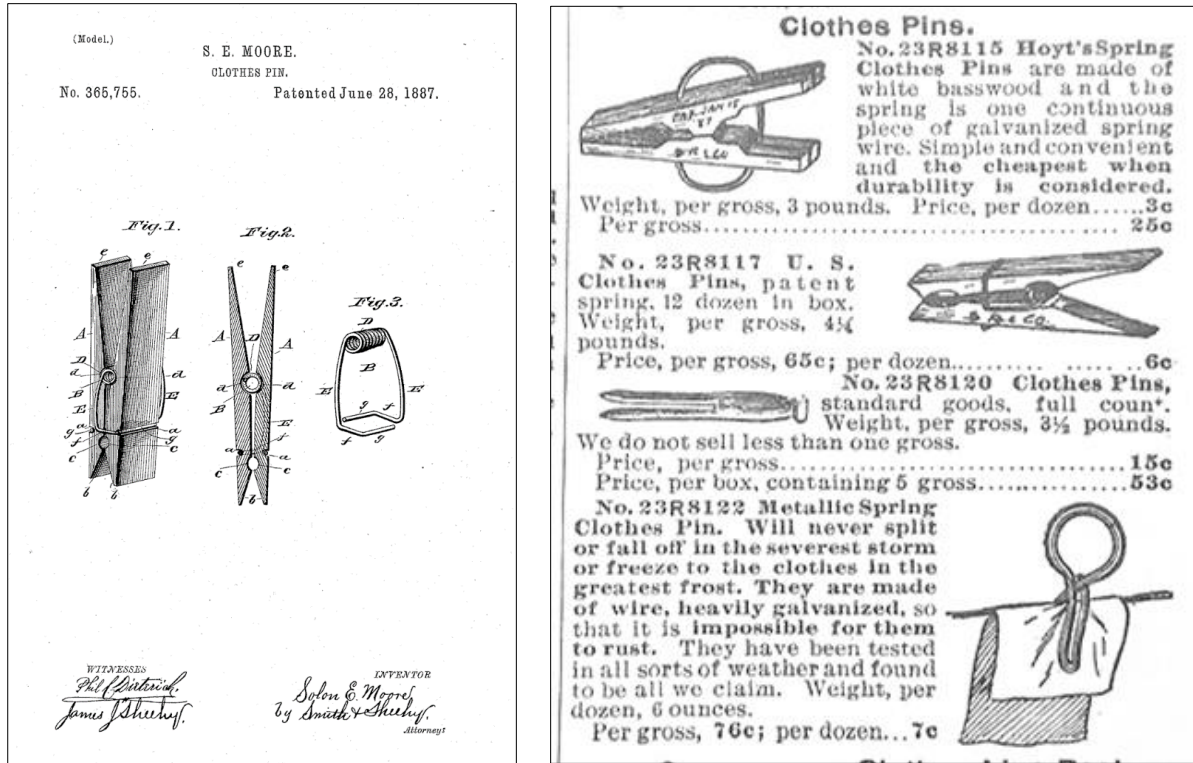 (Model.)
S. E. MOORE.
CLOTHES PIN.
No. 365,755.
Patented June 28, 1887.
Fig. 1.
Fig. 2.
Fig. 3.
WITNESSES
Phil C. Dieterich.
James J. Sheehy.
INVENTOR
Solon E. Moore,
by Smith & Sheehy.
Attorneys
Clothes Pins.
No. 23R8115 Hoyt's Spring
Clothes Pins are made of
white basswood and the
spring is one continuous
piece of galvanized spring
wire. Simple and convenient
and the cheapest when
durability is considered.
Weight, per gross, 3 pounds. Price, per dozen......3c
Per gross.......................................... 25c
No. 23R8117 U. S.
Clothes Pins, patent
spring, 12 dozen in box.
Weight, per gross, 4¼
pounds.
Price, per gross, 65c; per dozen.......... ..... ..6c
No. 23R8120 Clothes Pins,
standard goods, full coun*.
Weight, per gross, 3½ pounds.
We do not sell less than one gross.
Price, per gross.................................15c
Price, per box, containing 5 gross...............53c
No. 23R8122 Metallic Spring
Clothes Pin. Will never split
or fall off in the severest storm
or freeze to the clothes in the
greatest frost. They are made
of wire, heavily galvanized, so
that it is impossible for them
to rust. They have been tested
in all sorts of weather and found
to be all we claim. Weight, per
dozen, 6 ounces.
Per gross, 76c; per dozen...7c